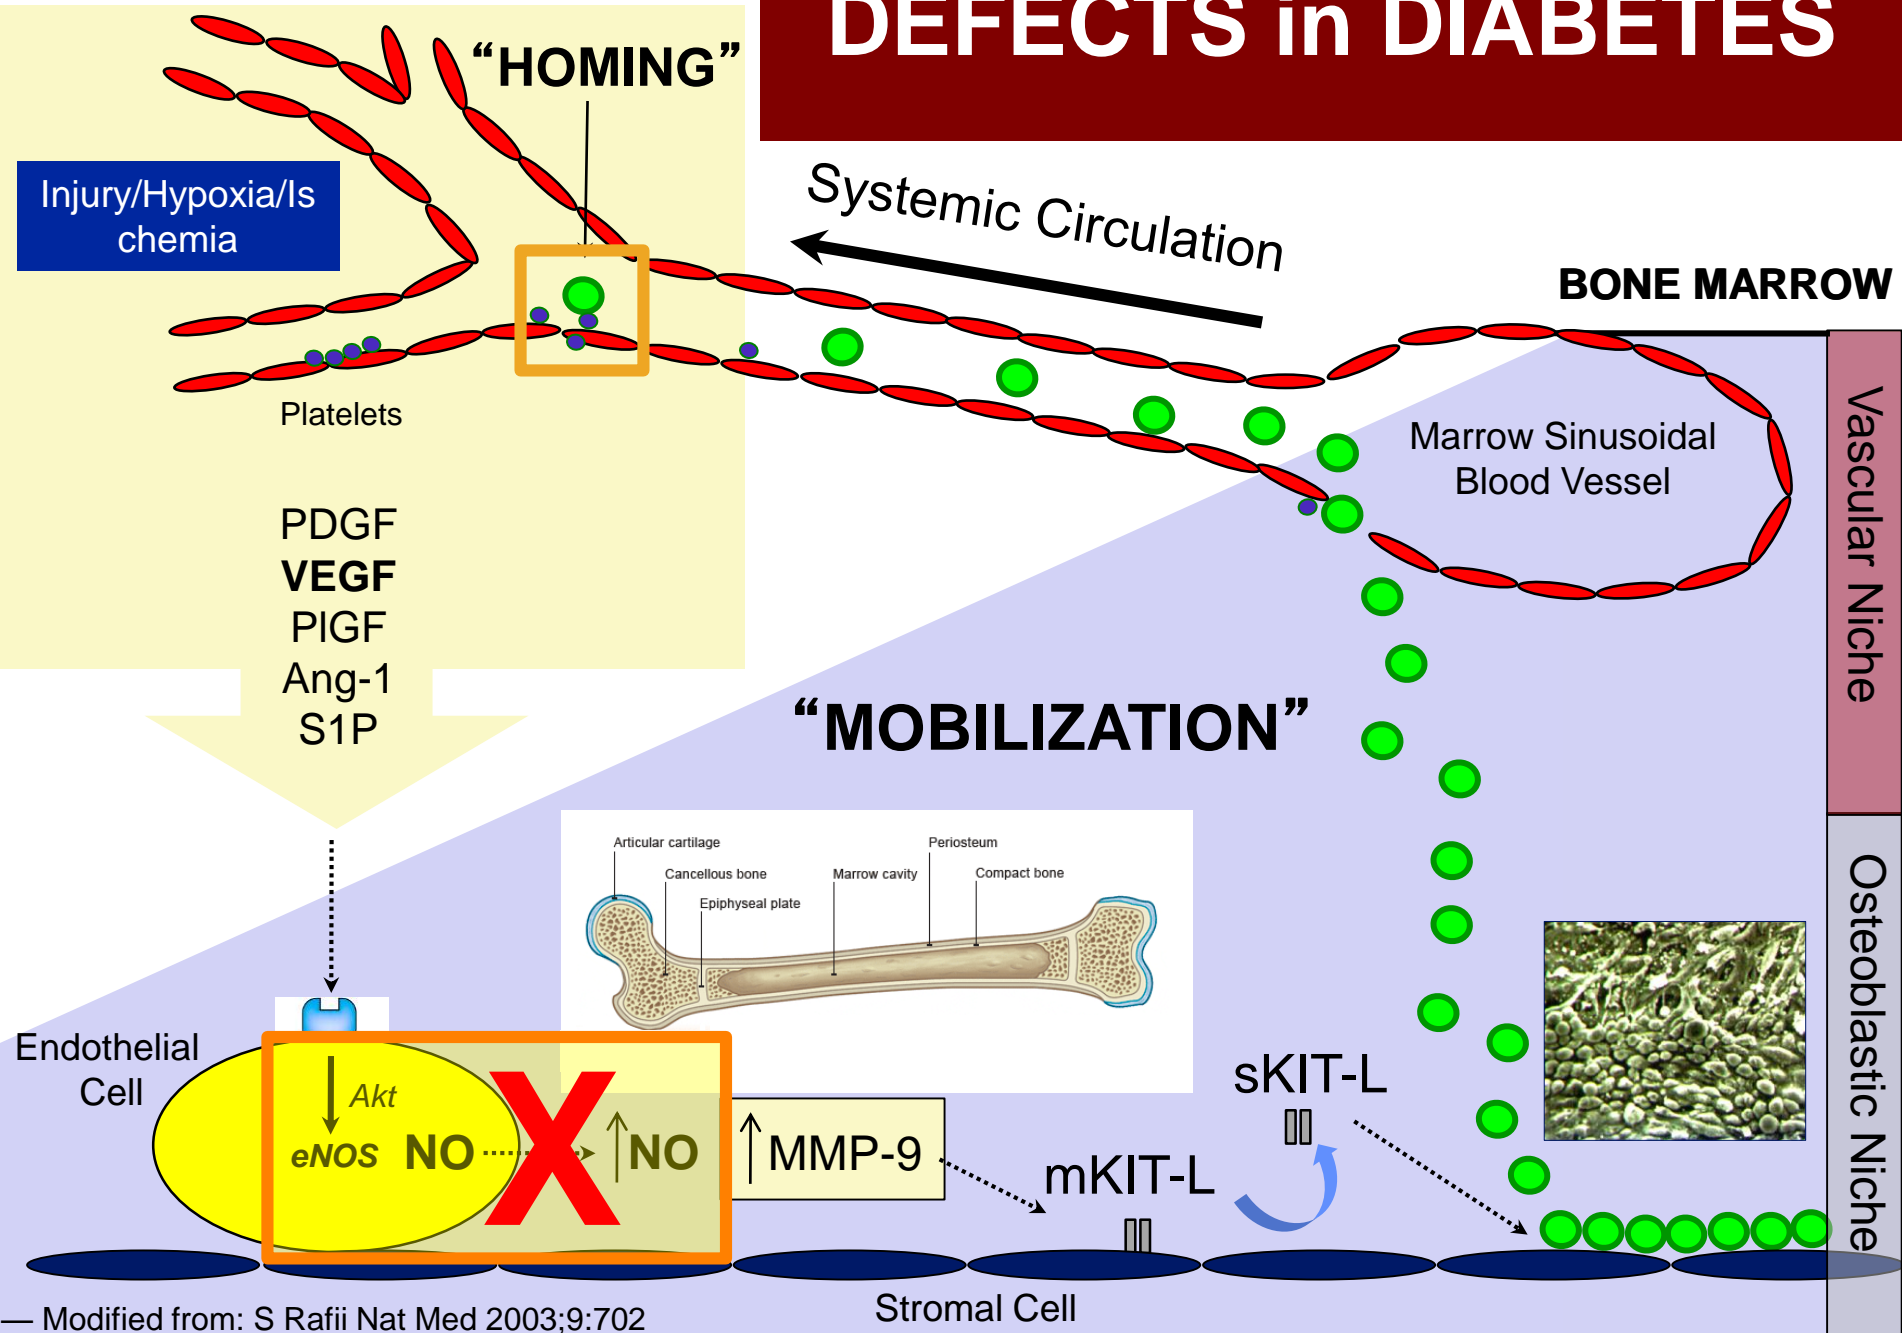 DEFECTS in DIABETES
“HOMING”
Injury/Hypoxia/Is
chemia
Systemic Circulation
BONE MARROW
Platelets
Marrow Sinusoidal
Blood Vessel
Vascular Niche
PDGF
VEGF
PlGF
Ang-1
S1P
“MOBILIZATION”
Articular cartilage
Periosteum
Cancellous bone
Marrow cavity
Compact bone
Epiphyseal plate
Osteoblastic Niche
Endothelial
Cell
Akt
eNOS NO
X
NO
MMP-9
mKIT-L
sKIT-L
Stromal Cell
— Modified from: S Rafii Nat Med 2003;9:702